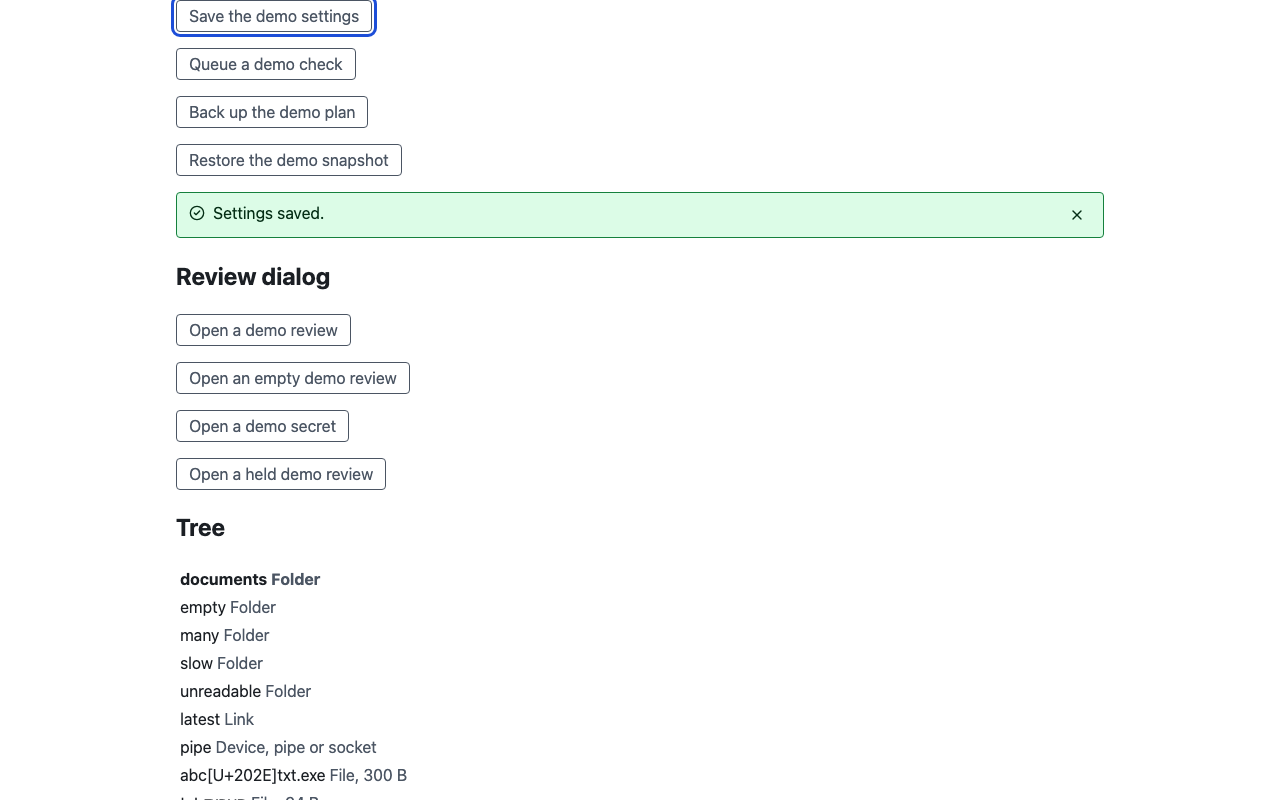 Save the demo settings
Queue a demo check
Back up the demo plan
Restore the demo snapshot
Settings saved.
Review dialog
Open a demo review
Open an empty demo review
Open a demo secret
Open a held demo review
Tree
documents Folder
empty Folder
many Folder
slow Folder
unreadable Folder
latest Link
pipe Device, pipe or socket
abc[U+202E]txt.exe File, 300 B